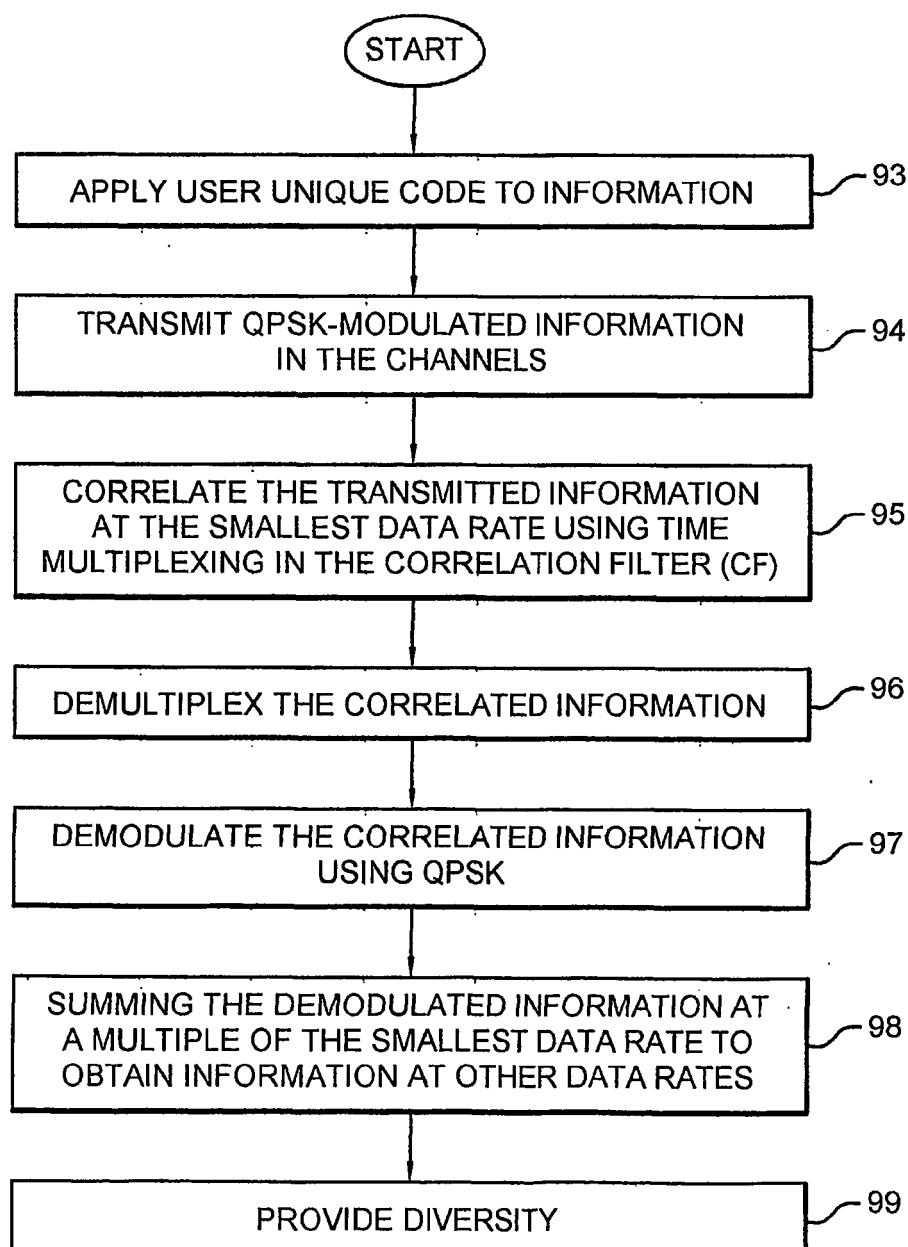 START
APPLY USER UNIQUE CODE TO INFORMATION
93
TRANSMIT QPSK-MODULATED INFORMATION
IN THE CHANNELS
94
CORRELATE THE TRANSMITTED INFORMATION
AT THE SMALLEST DATA RATE USING TIME
MULTIPLEXING IN THE CORRELATION FILTER (CF)
95
DEMULTIPLEX THE CORRELATED INFORMATION
96
DEMODULATE THE CORRELATED INFORMATION
USING QPSK
97
SUMMING THE DEMODULATED INFORMATION AT
A MULTIPLE OF THE SMALLEST DATA RATE TO
OBTAIN INFORMATION AT OTHER DATA RATES
98
PROVIDE DIVERSITY
99